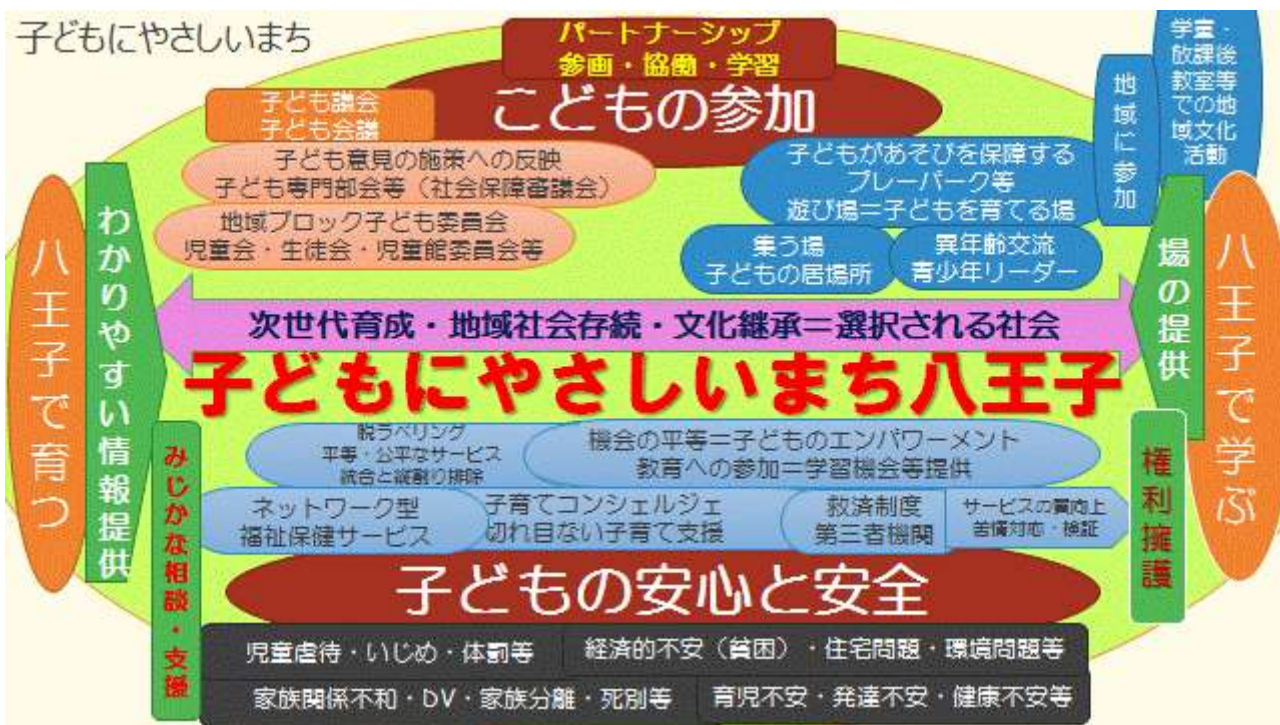 子どもにやさしいまち
パートナーシップ
参画・協働・学習
こどもの参加
子ども議会
子ども会議
子ども意見の施策への反映
子ども専門部会等（社会保障審議会）
地域ブロック子ども委員会
児童会・生徒会・児童館委員会等
子どもがあそびを保障する
プレーパーク等
遊び場＝子どもを育てる場
集う場
子どもの居場所
異年齢交流
青少年リーダー
地域に参加
学童・
放課後
教室等
での地
域文化
活動
八王子で育つ
わかりやすい情報提供
場の提供
八王子で学ぶ
次世代育成・地域社会存続・文化継承＝選択される社会
子どもにやさしいまち八王子
みじかな相談・支援
脱ラベリング
平等・公平なサービス
統合と縦割り排除
機会の平等＝子どものエンパワーメント
教育への参加＝学習機会等提供
ネットワーク型
福祉保健サービス
子育てコンシェルジェ
切れ目ない子育て支援
救済制度
第三者機関
サービスの質向上
苦情対応・検証
権利擁護
子どもの安心と安全
児童虐待・いじめ・体罰等
経済的不安（貧困）・住宅問題・環境問題等
家族関係不和・DV・家族分離・死別等
育児不安・発達不安・健康不安等